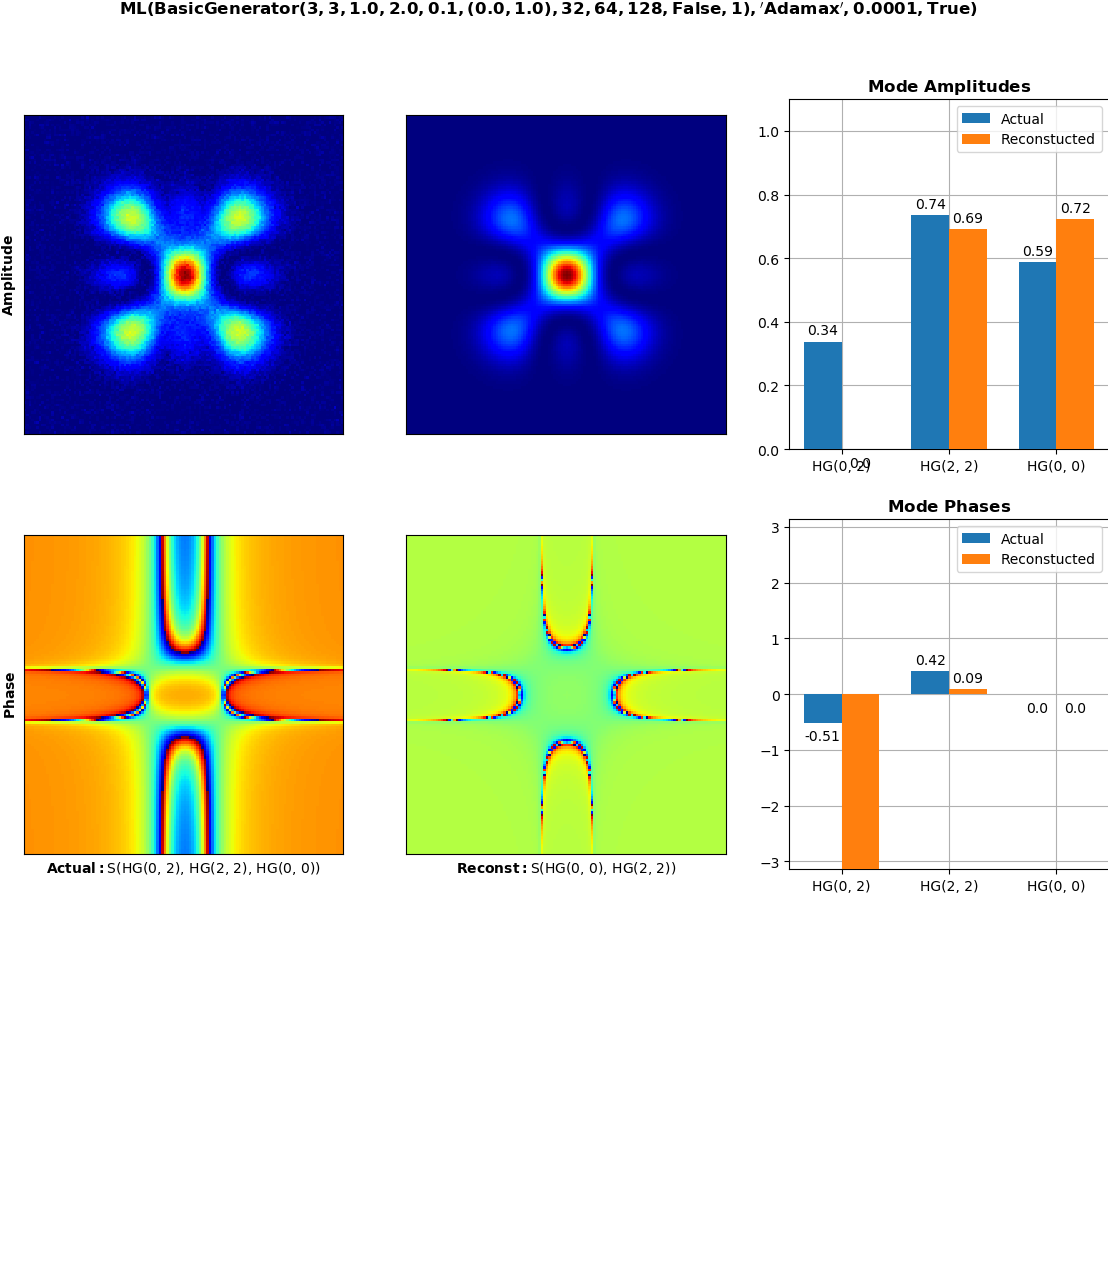 ML(BasicGenerator(3, 3, 1.0, 2.0, 0.1, (0.0, 1.0), 32, 64, 128, False, 1), ′Adamax′, 0.0001, True)
Amplitude
Mode Amplitudes
Actual
Reconstucted
1.0
0.8
0.6
0.4
0.2
0.0
0.34
0.0
0.74
0.69
0.59
0.72
HG(0, 2)
HG(2, 2)
HG(0, 0)
Phase
Actual: S(HG(0, 2), HG(2, 2), HG(0, 0))
Reconst: S(HG(0, 0), HG(2, 2))
Mode Phases
Actual
Reconstucted
3
2
1
0
−1
−2
−3
-0.51
0.42
0.09
0.0
0.0
HG(0, 2)
HG(2, 2)
HG(0, 0)